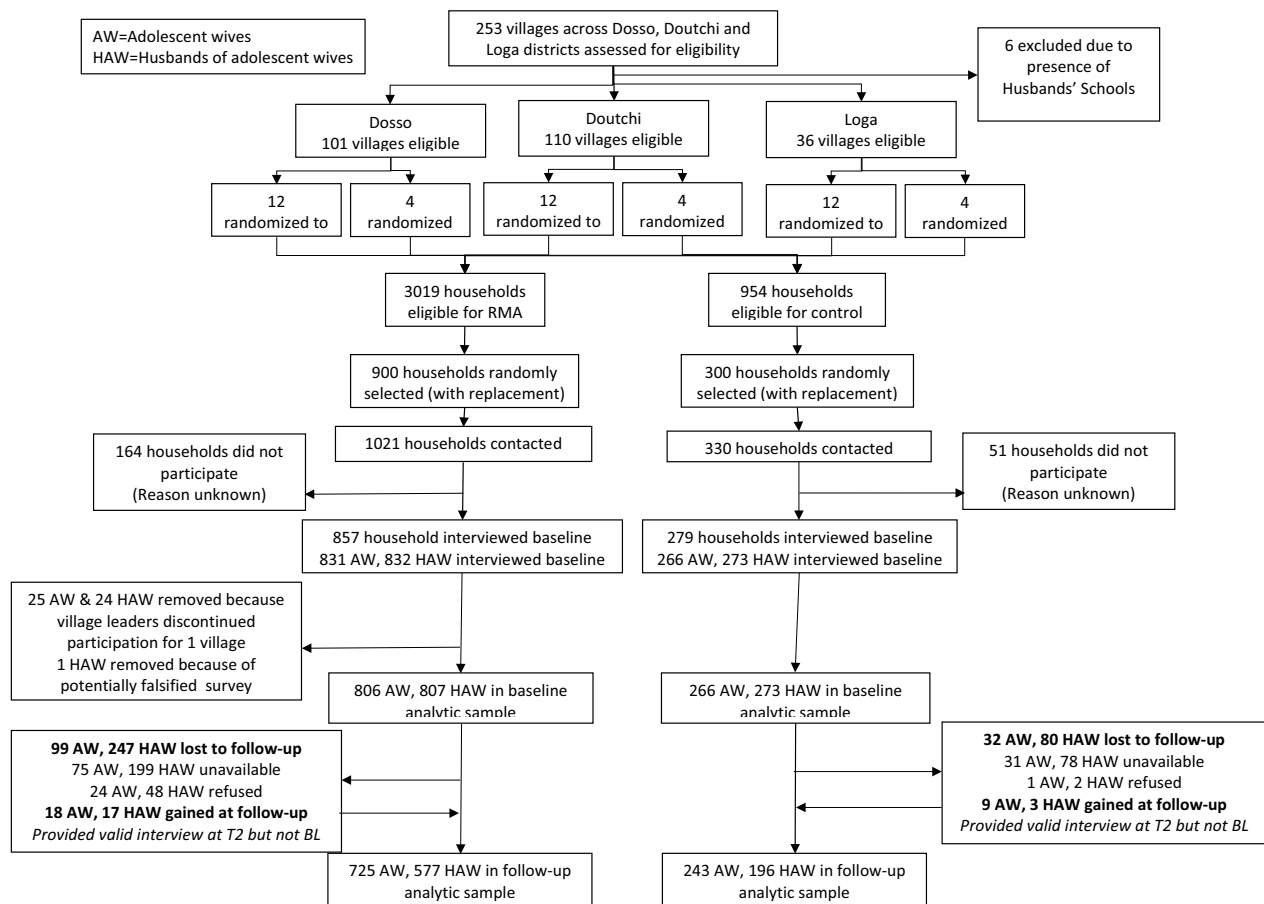 AW=Adolescent wives
HAW=Husbands of adolescent wives
253 villages across Dosso, Doutchi and
Loga districts assessed for eligibility
6 excluded due to
presence of
Husbands’ Schools
Dosso
101 villages eligible
Doutchi
110 villages eligible
Loga
36 villages eligible
12
randomized to
4
randomized
12
randomized to
4
randomized
12
randomized to
4
randomized
3019 households
eligible for RMA
954 households
eligible for control
900 households randomly
selected (with replacement)
300 households randomly
selected (with replacement)
1021 households contacted
330 households contacted
164 households did not
participate
(Reason unknown)
51 households did not
participate
(Reason unknown)
857 household interviewed baseline
831 AW, 832 HAW interviewed baseline
279 households interviewed baseline
266 AW, 273 HAW interviewed baseline
25 AW & 24 HAW removed because
village leaders discontinued
participation for 1 village
1 HAW removed because of
potentially falsified survey
806 AW, 807 HAW in baseline
analytic sample
266 AW, 273 HAW in baseline
analytic sample
99 AW, 247 HAW lost to follow-up
75 AW, 199 HAW unavailable
24 AW, 48 HAW refused
18 AW, 17 HAW gained at follow-up
Provided valid interview at T2 but not BL
32 AW, 80 HAW lost to follow-up
31 AW, 78 HAW unavailable
1 AW, 2 HAW refused
9 AW, 3 HAW gained at follow-up
Provided valid interview at T2 but not BL
725 AW, 577 HAW in follow-up
analytic sample
243 AW, 196 HAW in follow-up
analytic sample